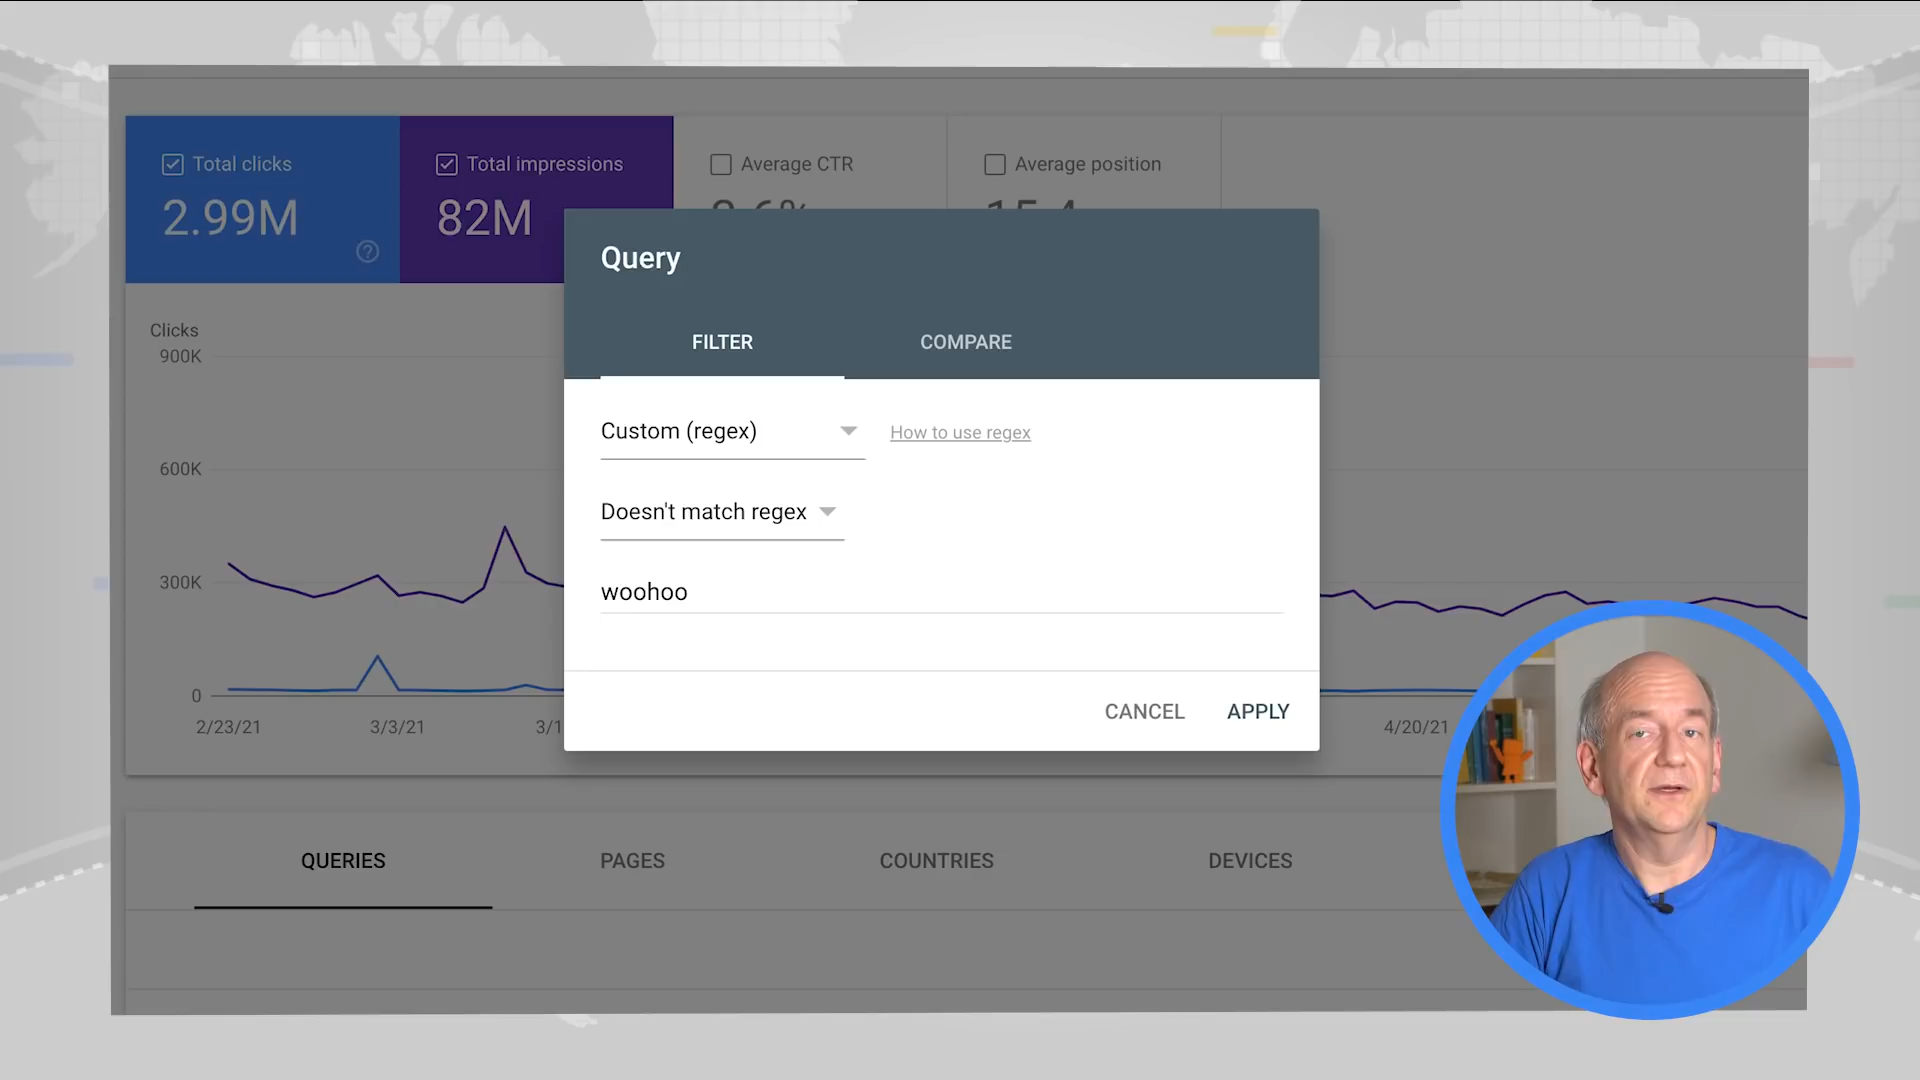 Total clicks
2.99M
Total impressions
82M
Average CTR
Average position
Query
FILTER
COMPARE
Custom (regex)
How to use regex
Doesn't match regex
woohoo
CANCEL
APPLY
Clicks
900K
600K
300K
0
2/23/21
3/3/21
3/1
4/20/21
QUERIES
PAGES
COUNTRIES
DEVICES